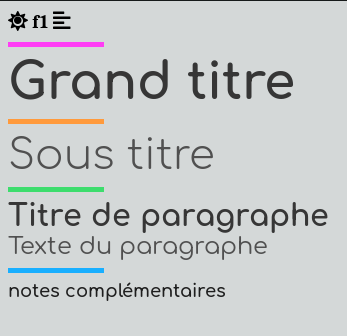 f1
Grand titre
Sous titre
Titre de paragraphe
Texte du paragraphe
notes complémentaires